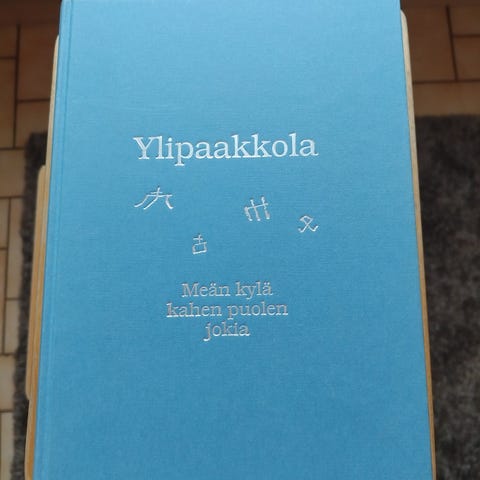 Ylipaakkola
Meän kylä
kahen puolen
jokia